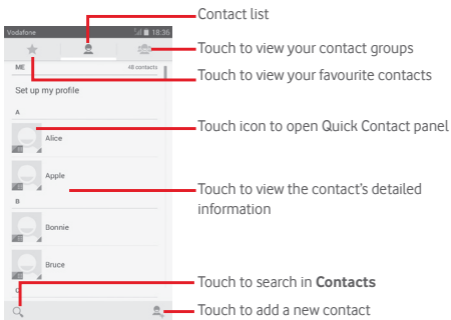 Contact list
Vodafone 18:36
Touch to view your contact groups
ME 48 contacts
Touch to view your favourite contacts
Set up my profile
A
Touch icon to open Quick Contact panel
Alice
Apple
Touch to view the contact's detailed
information
B
Bonnie
Bruce
Touch to search in Contacts
C
Touch to add a new contact